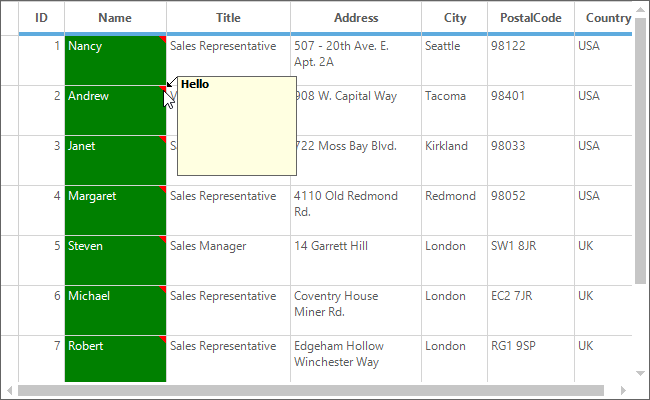 ID Name Title Address City PostalCode Country
1 Nancy Sales Representative 507 - 20th Ave. E. Seattle 98122 USA
Apt. 2A
Hello
2 Andrew 908 W. Capital Way Tacoma 98401 USA
3 Janet 722 Moss Bay Blvd. Kirkland 98033 USA
4 Margaret Sales Representative 4110 Old Redmond Redmond 98052 USA
Rd.
5 Steven Sales Manager 14 Garrett Hill London SW1 8JR UK
6 Michael Sales Representative Coventry House London EC2 7JR UK
Miner Rd.
7 Robert Sales Representative Edgeham Hollow London RG1 9SP UK
Winchester Way